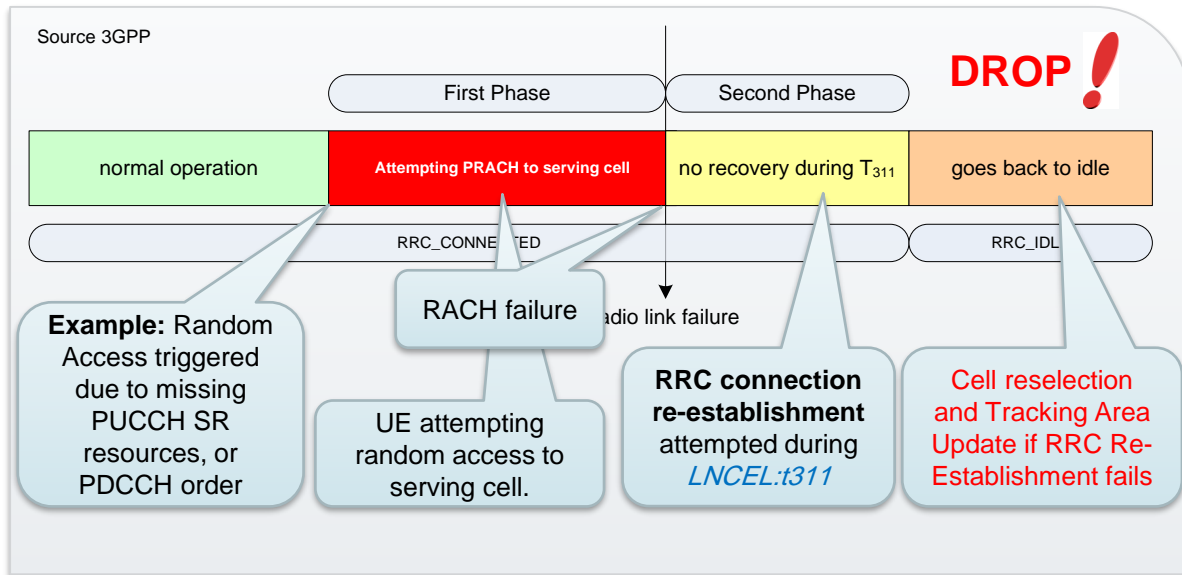 Source 3GPP
DROP
First Phase
Second Phase
normal operation
Attempting PRACH to serving cell
no recovery during T311
goes back to idle
RRC_CONNECTED
RRC_IDL
RACH failure
adio link failure
Example: Random
Access triggered
due to missing
PUCCH SR
resources, or
PDCCH order
UE attempting
random access to
serving cell.
RRC connection
re-establishment
attempted during
LNCEL:t311
Cell reselection
and Tracking Area
Update if RRC Re-
Establishment fails